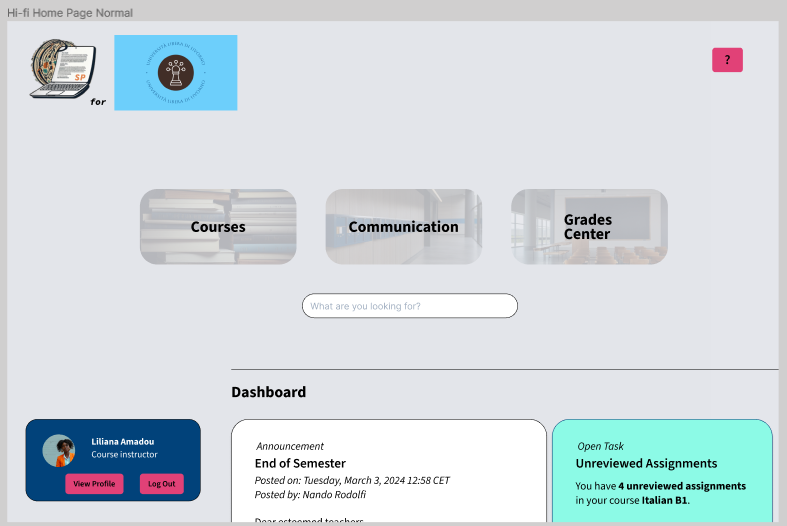 Hi-fi Home Page Normal
SP
for
?
Courses
Communication
Grades
Center
What are you looking for?
Dashboard
Liliana Amadou
Course instructor
View Profile
Log Out
Announcement
End of Semester
Posted on: Tuesday, March 3, 2024 12:58 CET
Posted by: Nando Rodolfi
Dear esteemed teachers
Open Task
Unreviewed Assignments
You have 4 unreviewed assignments
in your course Italian B1.